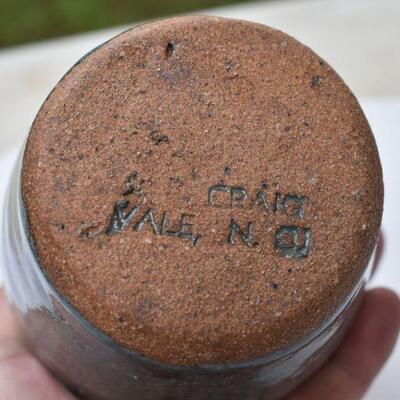 CRAIG
VALE, N. C.